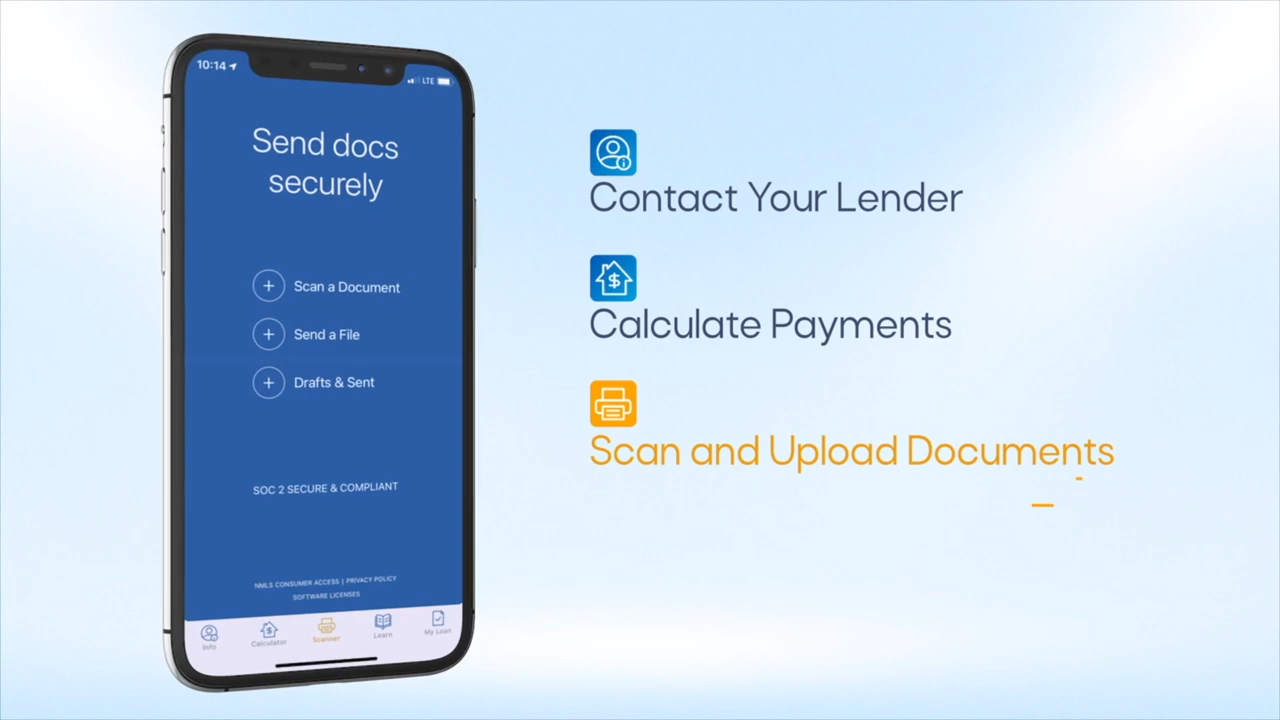 10:14
LTE
Send docs
securely
Scan a Document
Send a File
Drafts & Sent
SOC 2 SECURE & COMPLIANT
NMLS CONSUMER ACCESS | PRIVACY POLICY
SOFTWARE LICENSES
Info
Calculator
Scanner
Learn
My Loan
Contact Your Lender
Calculate Payments
Scan and Upload Documents